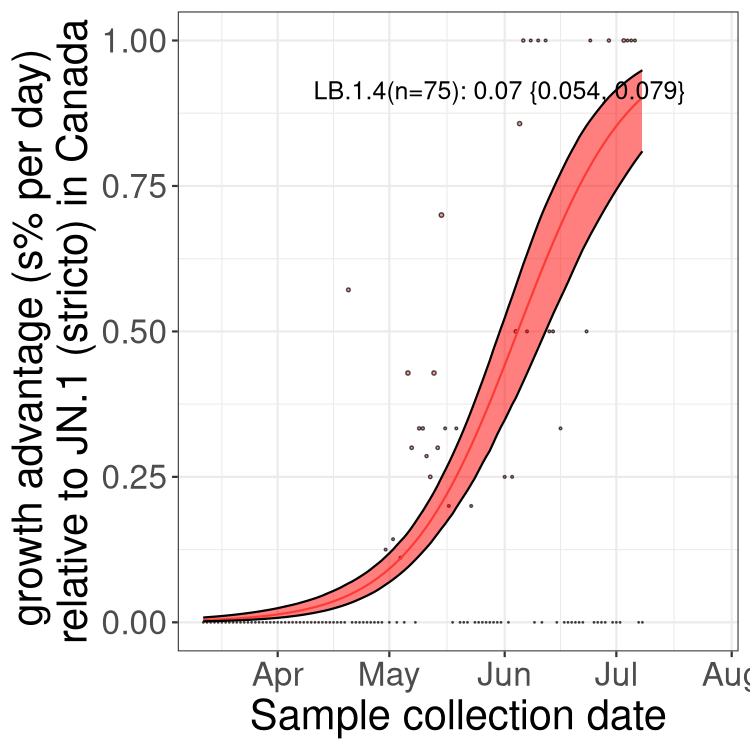 growth advantage (s% per day)
relative to JN.1 (stricto) in Canada
1.00
0.75
0.50
0.25
0.00
LB.1.4(n=75): 0.07 {0.054, 0.079}
Apr May Jun Jul Aug
Sample collection date